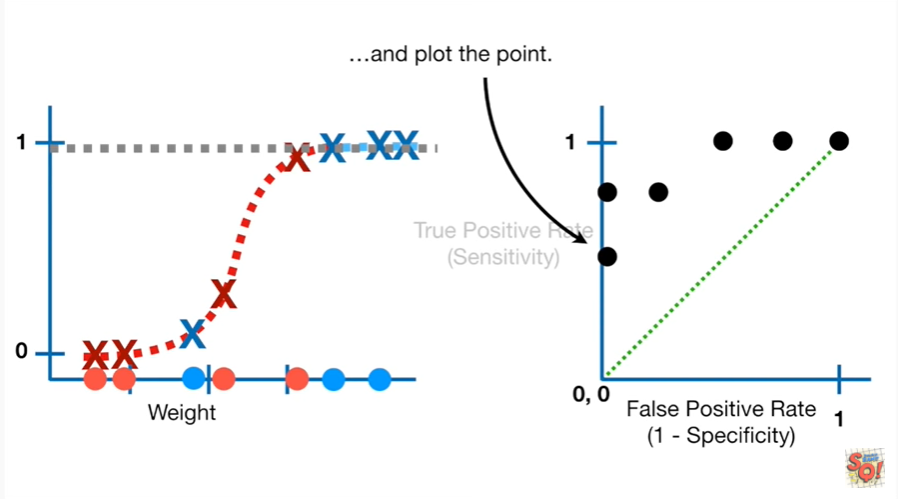 ...and plot the point.
1
0
Weight
X
X
X
X
X
X
X
X
1
True Positive Rate
(Sensitivity)
0, 0
False Positive Rate
(1 - Specificity)
1
SQ!